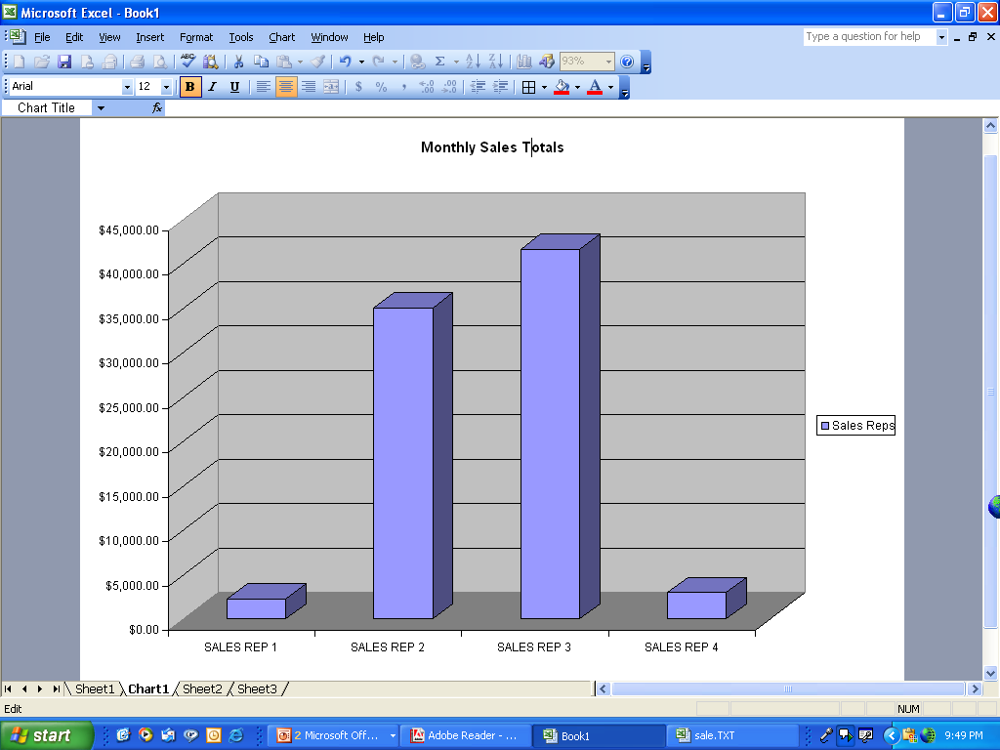 Microsoft Excel - Book1
File Edit View Insert Format Tools Chart Window Help
Type a question for help
93%
Arial 12 B I U $ % ,
Chart Title fx
Monthly Sales Totals
$45,000.00
$40,000.00
$35,000.00
$30,000.00
$25,000.00
$20,000.00
$15,000.00
$10,000.00
$5,000.00
$0.00
SALES REP 1 SALES REP 2 SALES REP 3 SALES REP 4
Sales Reps
Sheet1 Chart1 Sheet2 Sheet3
Edit NUM
start 2 Microsoft Off... Adobe Reader - ... Book1 sale.TXT 9:49 PM